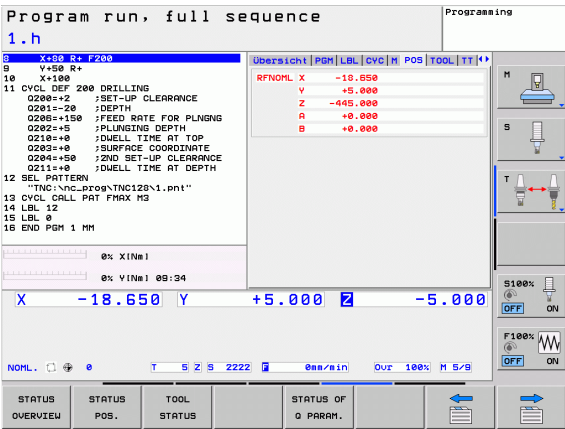 Program run, full sequence
Programming
1.h
8 X+80 R+ F200
9 Y+50 R+
10 X+100
11 CYCL DEF 200 DRILLING
Q200=+2 ;SET-UP CLEARANCE
Q201=-20 ;DEPTH
Q206=+150 ;FEED RATE FOR PLNGNG
Q202=+5 ;PLUNGING DEPTH
Q210=+0 ;DWELL TIME AT TOP
Q203=+0 ;SURFACE COORDINATE
Q204=+50 ;2ND SET-UP CLEARANCE
Q211=+0 ;DWELL TIME AT DEPTH
12 SEL PATTERN
"TNC:\nc_prog\TNC128\1.pnt"
13 CYCL CALL PAT FMAX M3
14 LBL 12
15 LBL 0
16 END PGM 1 MM
Übersicht PGM LBL CYC M POS TOOL TT
RFNOML X -18.650
Y +5.000
Z -445.000
A +0.000
B +0.000
M
S
T
0% X[Nm]
0% Y[Nm] 09:34
X -18.650 Y +5.000 Z -5.000
S100%
OFF ON
F100%
OFF ON
NOML. 0 T 5 Z S 2222 F 0mm/min Ovr 100% M 5/9
STATUS OVERVIEW
STATUS POS.
TOOL STATUS
STATUS OF Q PARAM.